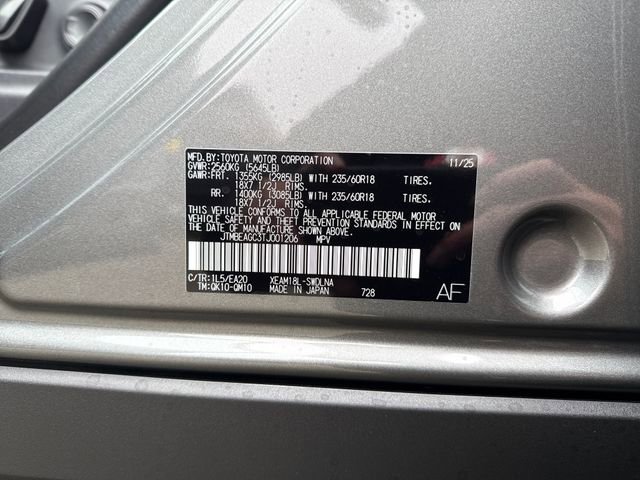 MFD.BY:TOYOTA MOTOR CORPORATION 11/25
GVWR:2560KG (5645LB)
GAWR:FRT. 1355KG (2985LB) WITH 235/60R18 TIRES.
18X7 1/2J RIMS.
RR. 1400KG (3085LB) WITH 235/60R18 TIRES.
18X7 1/2J RIMS.
THIS VEHICLE CONFORMS TO ALL APPLICABLE FEDERAL MOTOR
VEHICLE SAFETY AND THEFT PREVENTION STANDARDS IN EFFECT ON
THE DATE OF MANUFACTURE SHOWN ABOVE.
JTMBEAGC3TJ001206 MPV
C/TR:1L5/EA20 XEAM18L-SWDLNA
TM:QK10-QM10 MADE IN JAPAN 728 AF